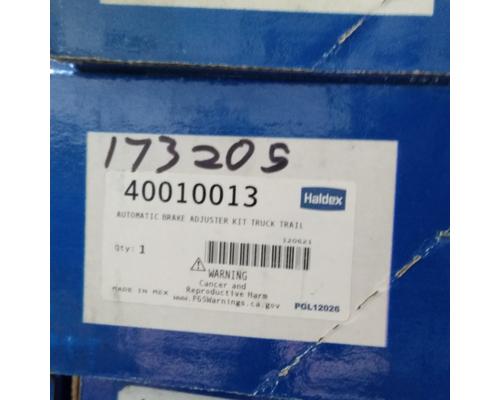 173205
40010013
Haldex
AUTOMATIC BRAKE ADJUSTER KIT TRUCK TRAIL
120621
Qty: 1
WARNING
Cancer and
Reproductive Harm
MADE IN MEX www.P65Warnings.ca.gov PGL12026